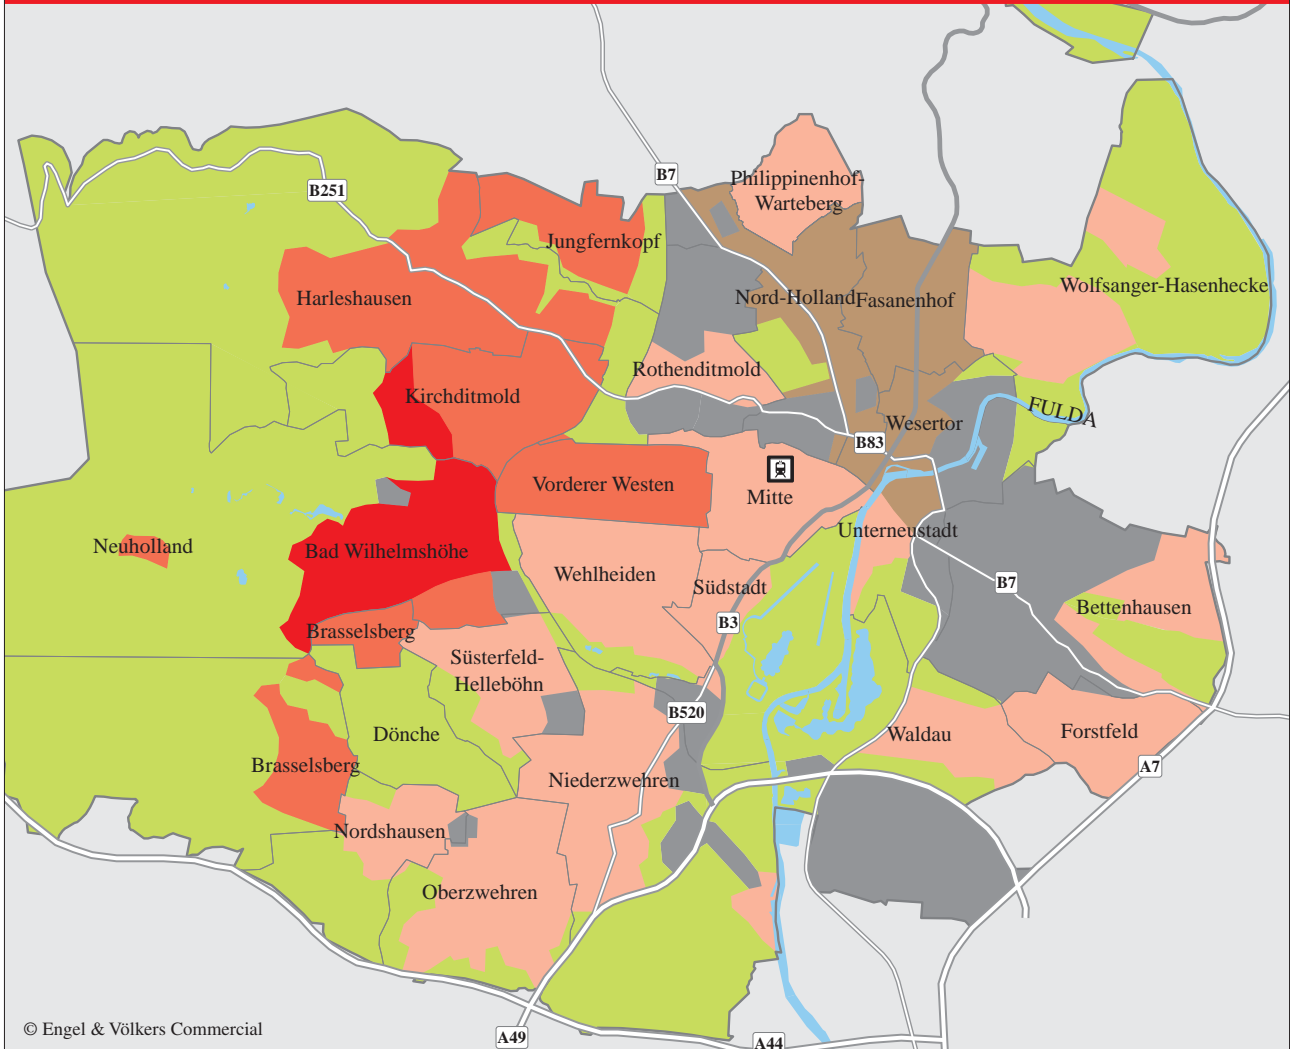 B7
Philippinenhof-
Warteberg
B251
Jungfernkopf
Harleshausen
Nord-Holland
Fasanenhof
Wolfsanger-Hasenhecke
Rothenditmold
Kirchditmold
FULDA
Wesertor
B83
Vorderer Westen
Mitte
Unterneustadt
Neuholland
Bad Wilhelmshöhe
Wehlheiden
Südstadt
B7
Bettenhausen
B3
Brasselsberg
Süsterfeld-
Helleböhn
B520
Dönche
Waldau
Forstfeld
Brasselsberg
Niederzwehren
A7
Nordshausen
Oberzwehren
© Engel & Völkers Commercial
A49
A44